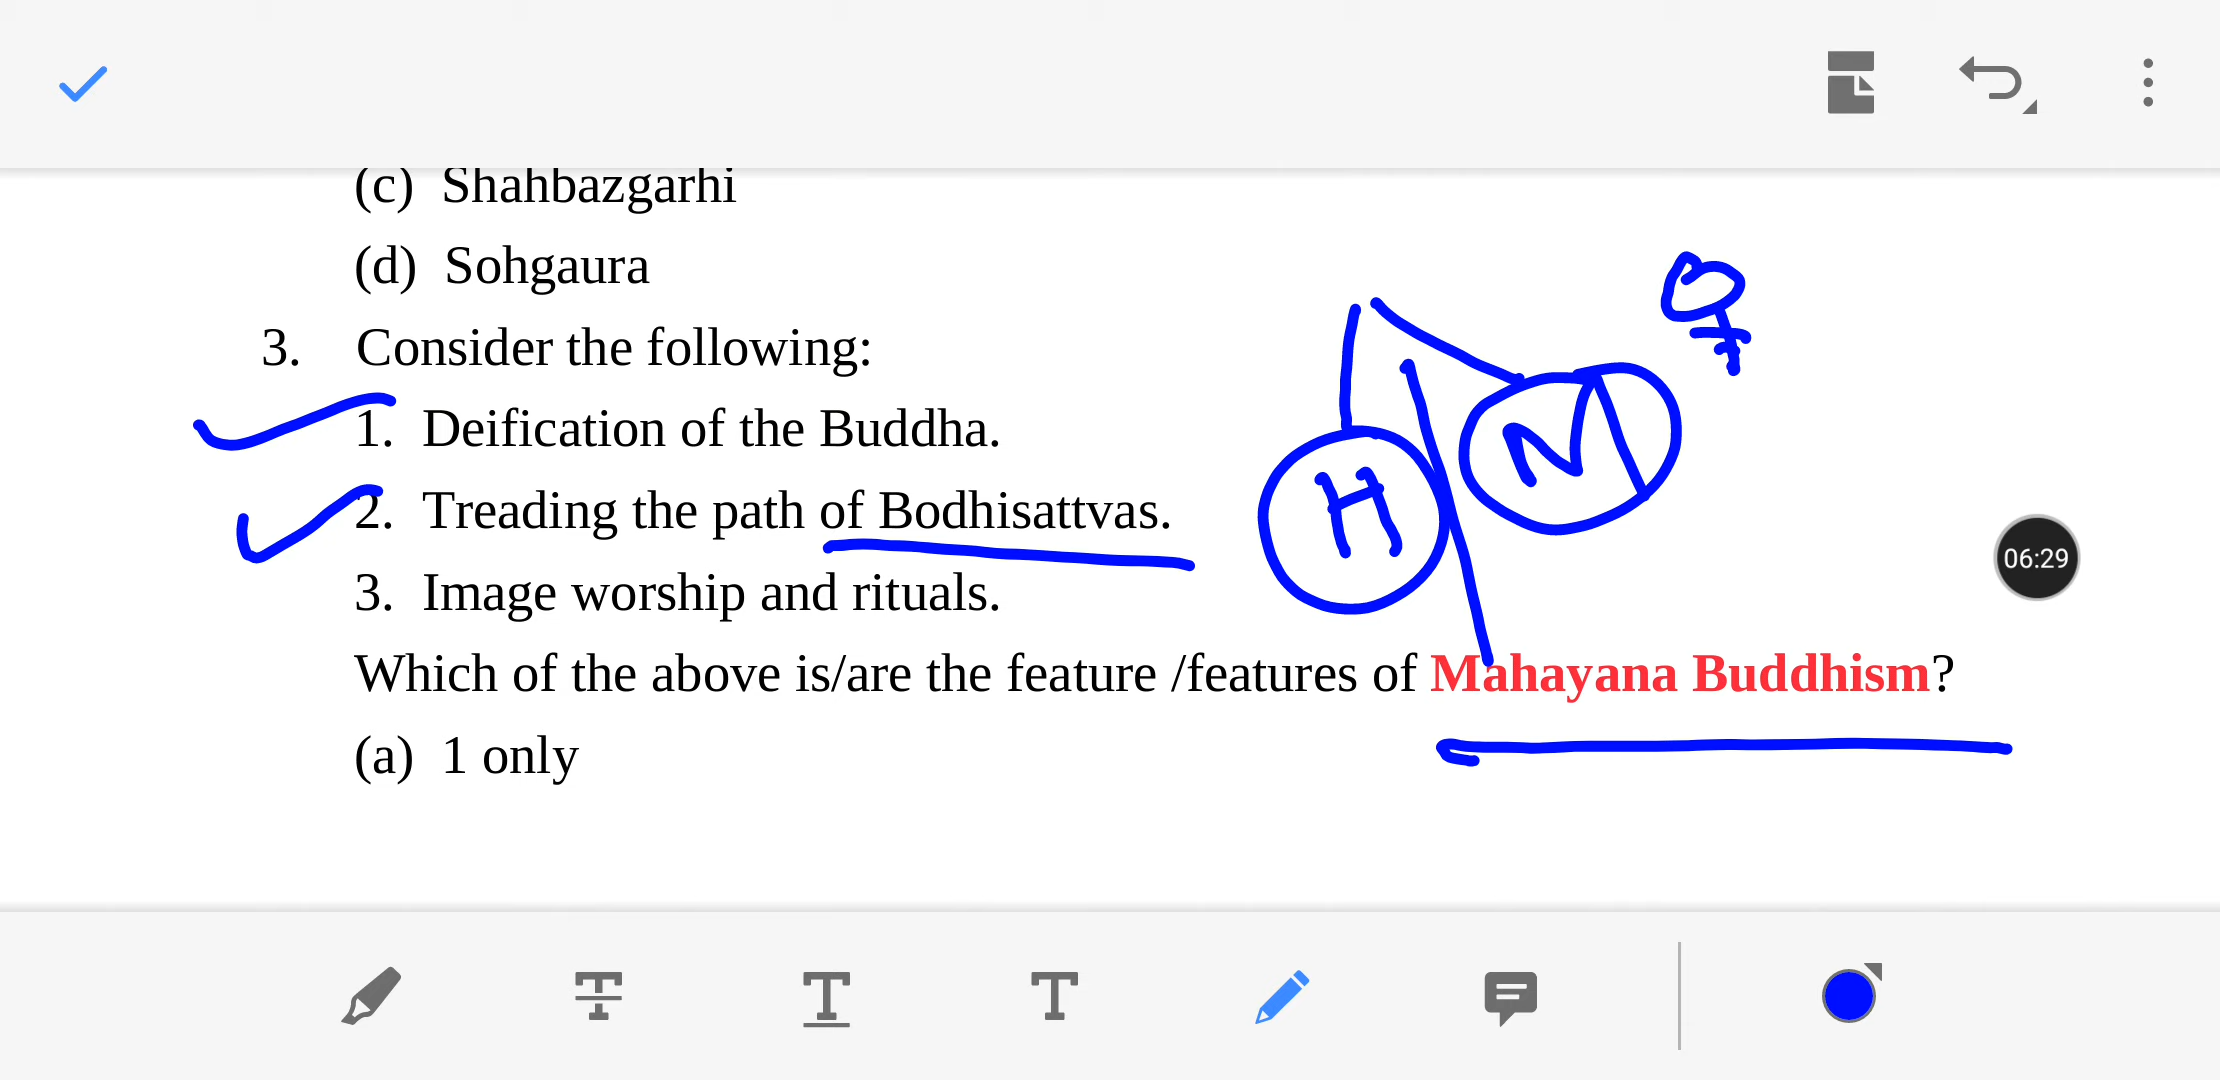 (c) Shahbazgarhi
(d) Sohgaura
3. Consider the following:
1. Deification of the Buddha.
2. Treading the path of Bodhisattvas.
H M
3. Image worship and rituals.
06:29
Which of the above is/are the feature /features of Mahayana Buddhism?
(a) 1 only